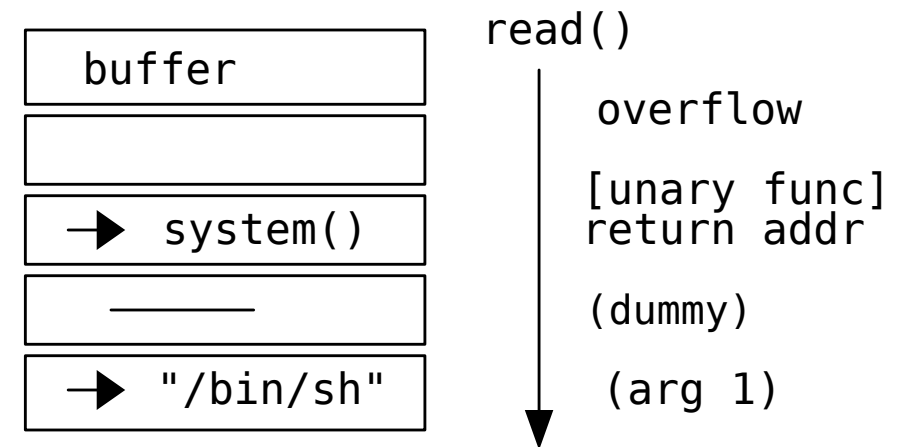 read()
buffer
overflow
[unary func]
return addr
system()
(dummy)
"/bin/sh"
(arg 1)